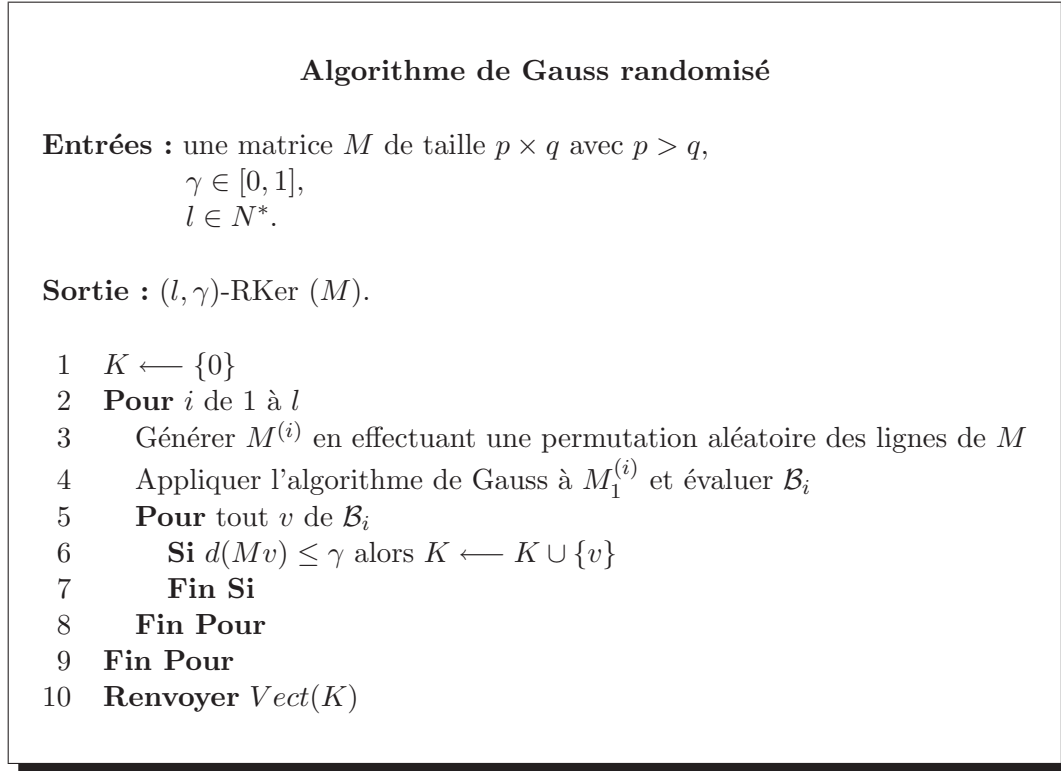 Algorithme de Gauss randomisé
Entrées : une matrice M de taille p × q avec p > q,
γ ∈ [0, 1],
l ∈ N*.
Sortie : (l, γ)-RKer (M).
1 K ⟵ {0}
2 Pour i de 1 à l
3 Générer M^{(i)} en effectuant une permutation aléatoire des lignes de M
4 Appliquer l'algorithme de Gauss à M_1^{(i)} et évaluer ℬ_i
5 Pour tout v de ℬ_i
6 Si d(Mv) ≤ γ alors K ⟵ K ∪ {v}
7 Fin Si
8 Fin Pour
9 Fin Pour
10 Renvoyer Vect(K)